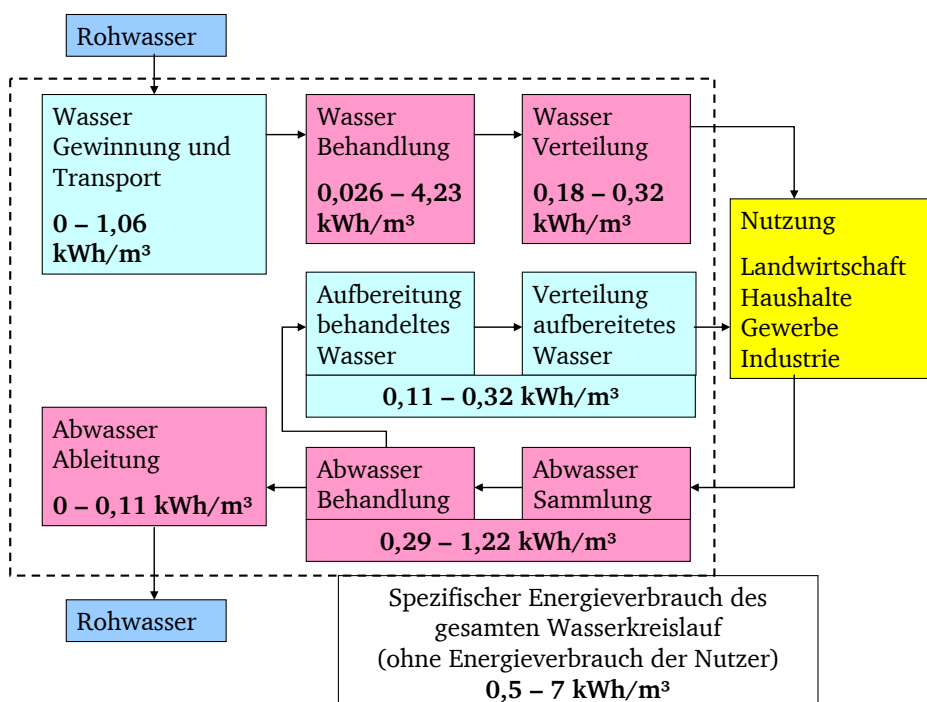 Rohwasser
Wasser
Gewinnung und
Transport
0 – 1,06
kWh/m³
Wasser
Behandlung
0,026 – 4,23
kWh/m³
Wasser
Verteilung
0,18 – 0,32
kWh/m³
Nutzung
Landwirtschaft
Haushalte
Gewerbe
Industrie
Aufbereitung
behandeltes
Wasser
Verteilung
aufbereitetes
Wasser
0,11 – 0,32 kWh/m³
Abwasser
Ableitung
0 – 0,11 kWh/m³
Abwasser
Behandlung
Abwasser
Sammlung
0,29 – 1,22 kWh/m³
Rohwasser
Spezifischer Energieverbrauch des
gesamten Wasserkreislauf
(ohne Energieverbrauch der Nutzer)
0,5 – 7 kWh/m³